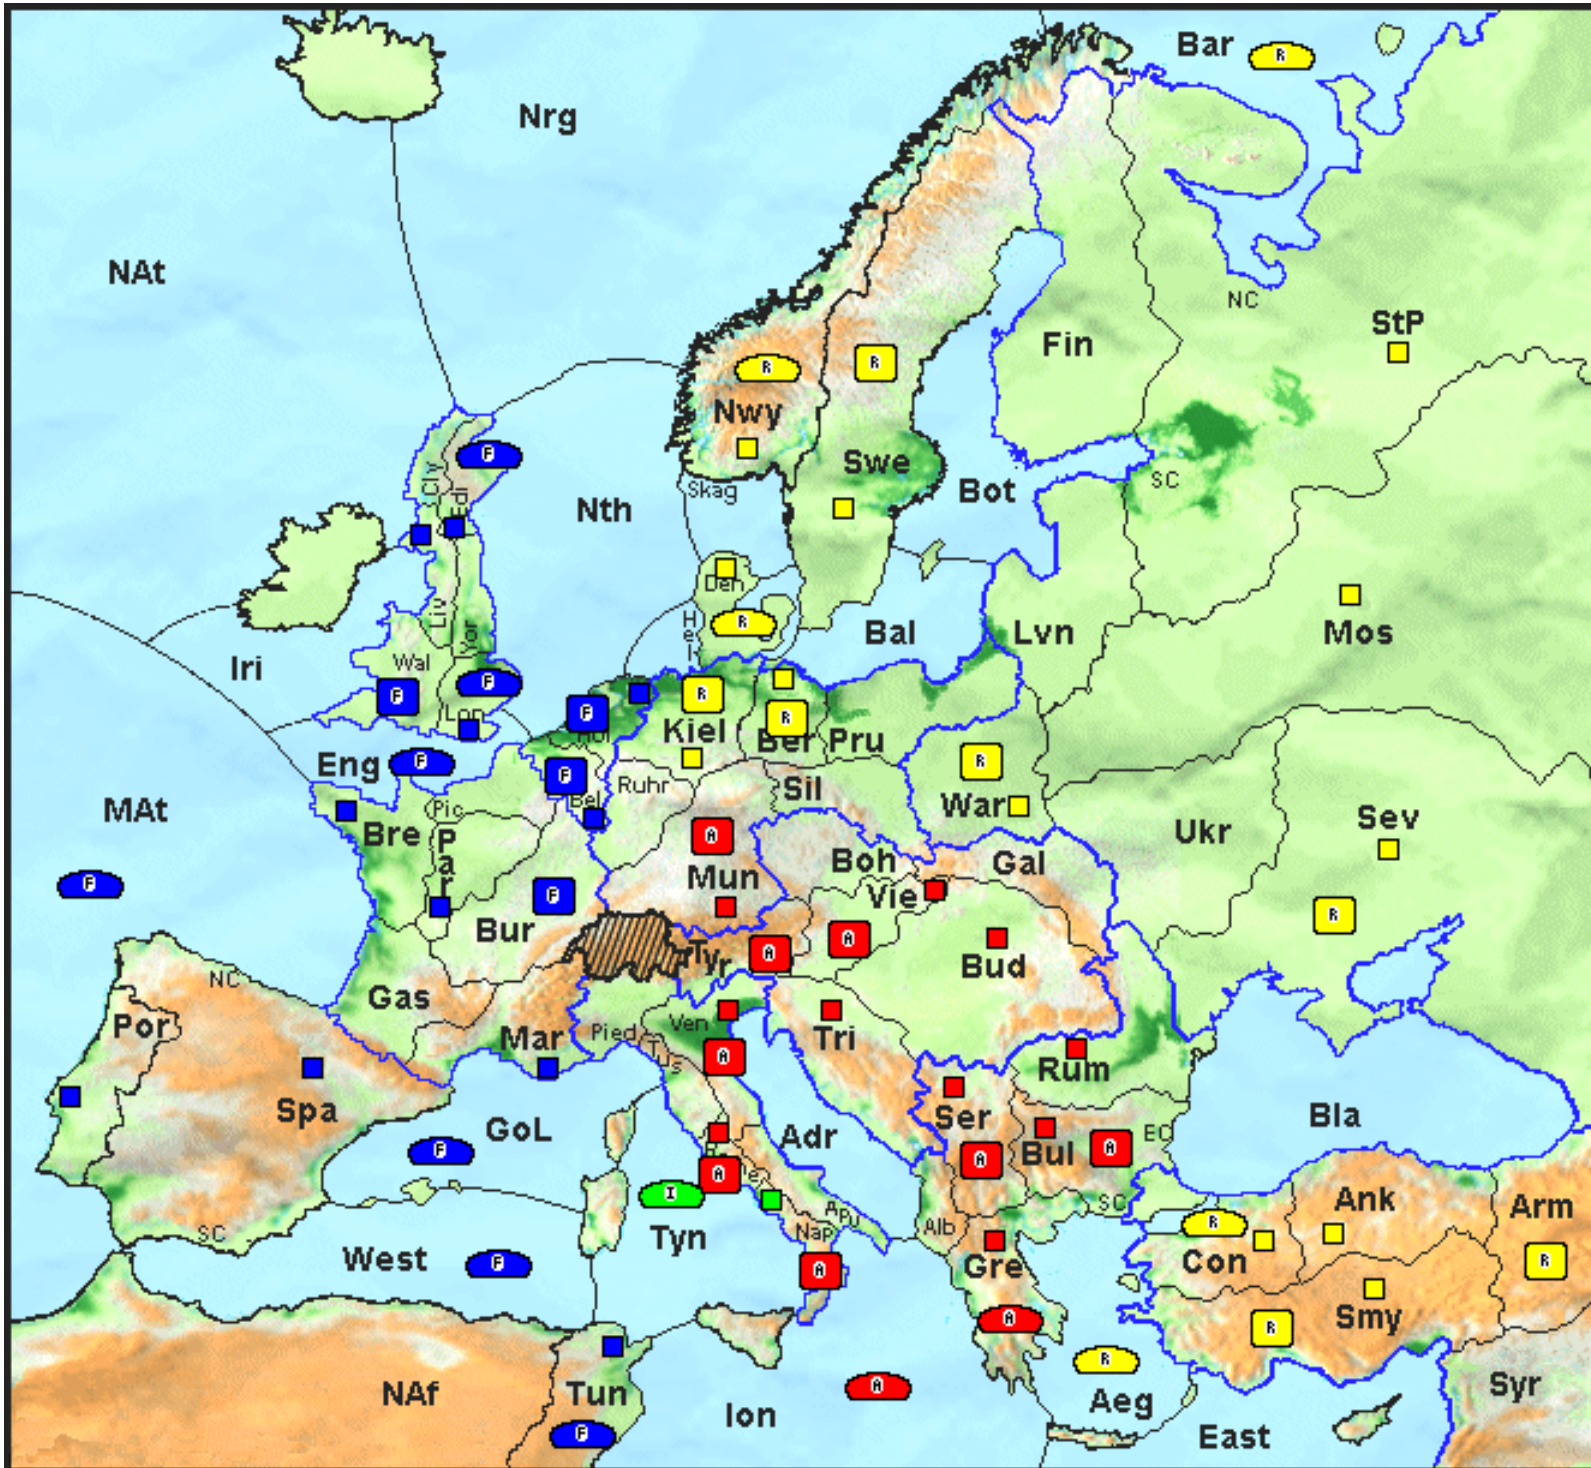 Bar
R
Nrg
NAt
NC
StP
Fin
R
R
Nwy
F
Swe
Cly
Edi
SC
Skag
Bot
Nth
Den
Mos
Liv
Yor
Hel
R
Bal
Lvn
Iri
Wal
F
F
Lon
F
Hol
R
Kiel
R
Ber
Pru
Eng
F
F
Bel
Ruhr
Sil
R
War
MAt
Pic
Bre
Par
A
Mun
Boh
Vie
Gal
Ukr
Sev
F
F
Bur
R
A
A
Tyr
Bud
NC
Gas
Por
Mar
Pied
Ven
Tus
A
Tri
Rum
Spa
GoL
F
Adr
Ser
A
Bul
A
EC
Bla
A
I
Tyn
SC
West
F
Apu
Nap
Alb
SC
R
Con
Ank
Arm
R
A
Gre
A
R
Smy
NAf
Tun
F
Ion
A
R
Aeg
East
Syr